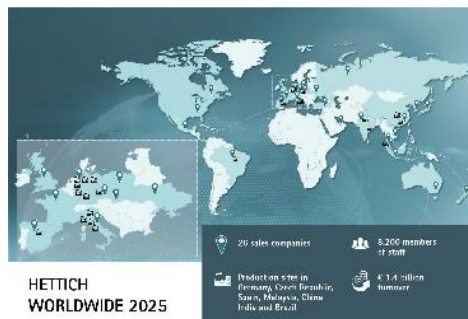 26 sales companies
8.200 members
of staff
Production sites in
Germany, Czech Republic,
Spain, Malaysia, China
India and Brazil
€ 1.4 billion
turnover
HETTICH
WORLDWIDE 2025